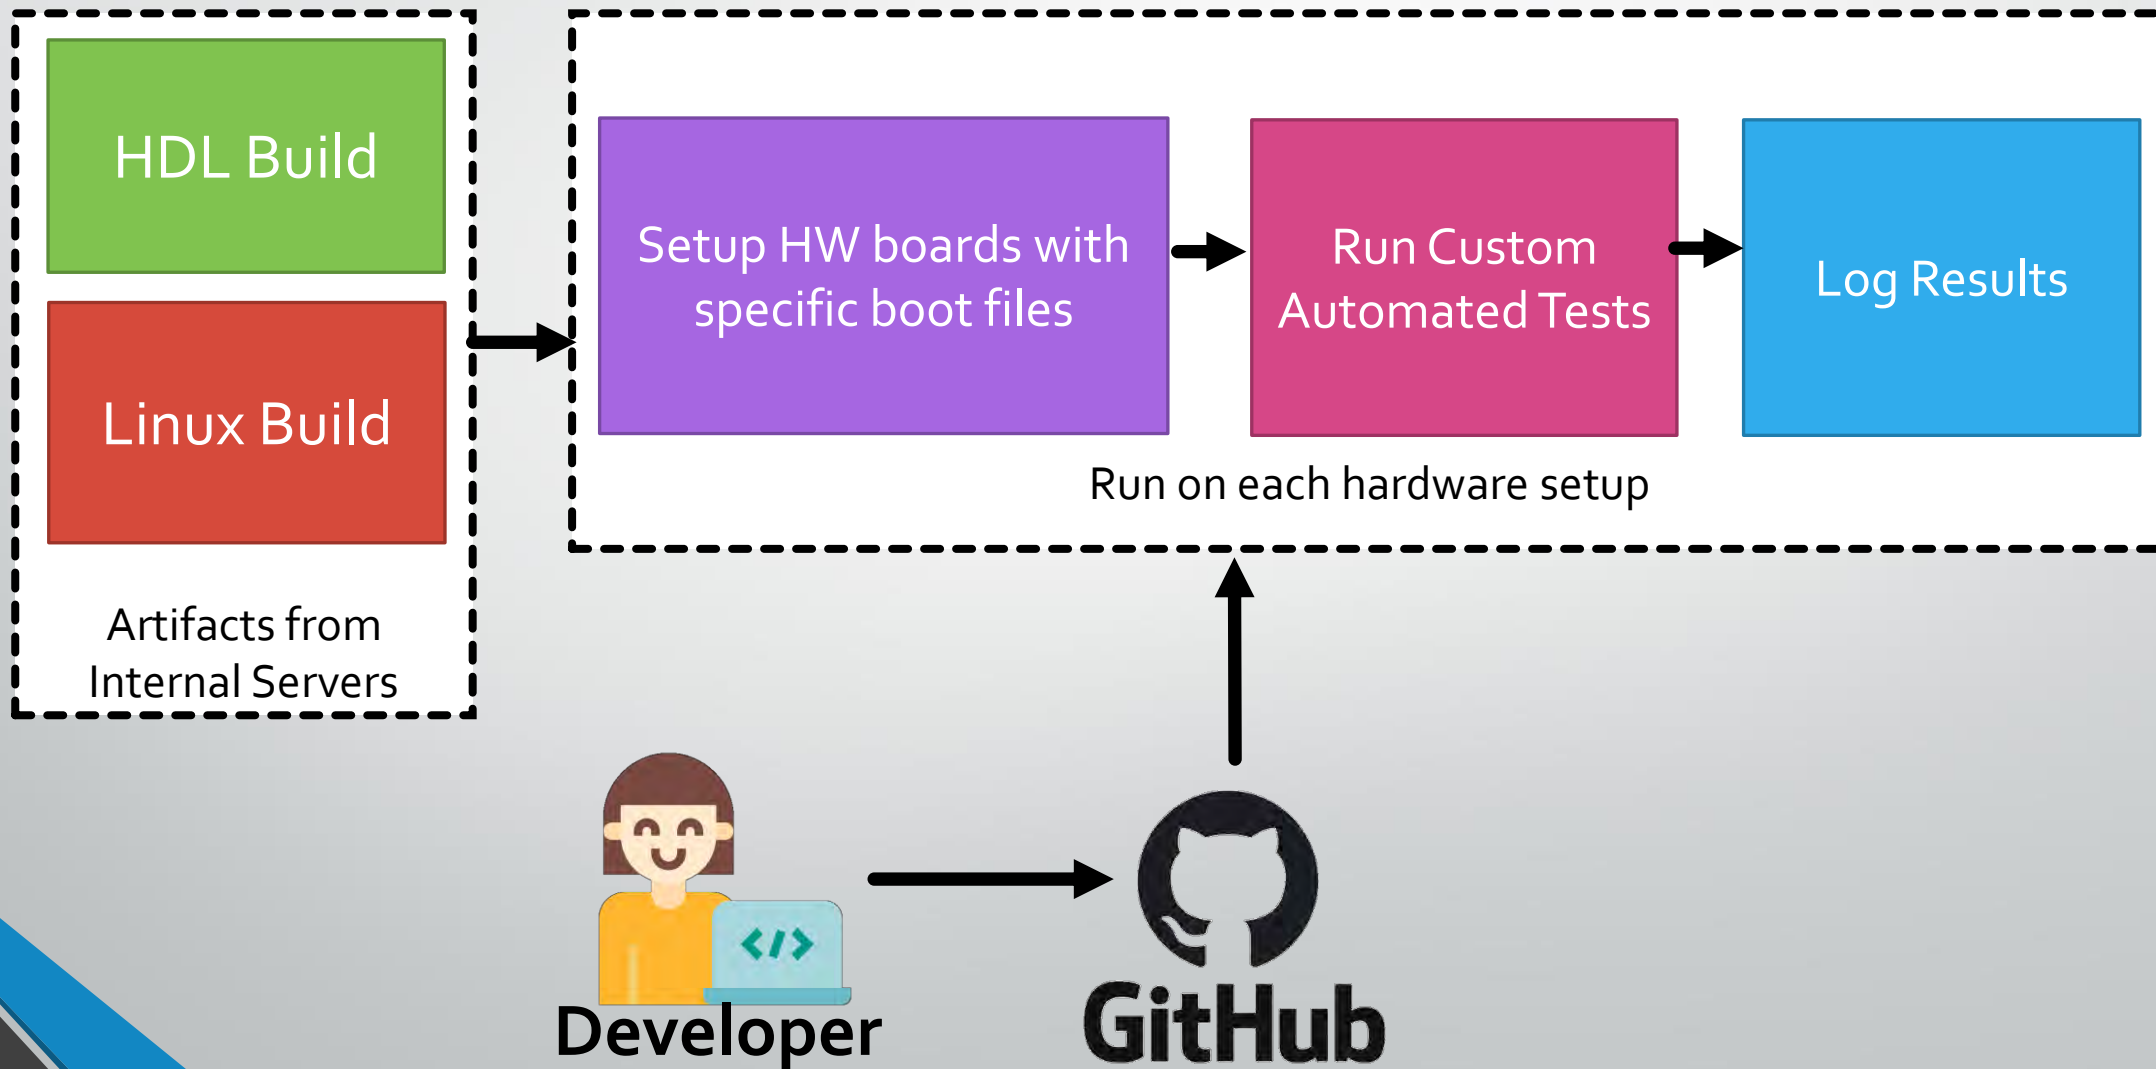 HDL Build
Linux Build
Artifacts from
Internal Servers
Setup HW boards with
specific boot files
Run Custom
Automated Tests
Log Results
Run on each hardware setup
</>
Developer
GitHub